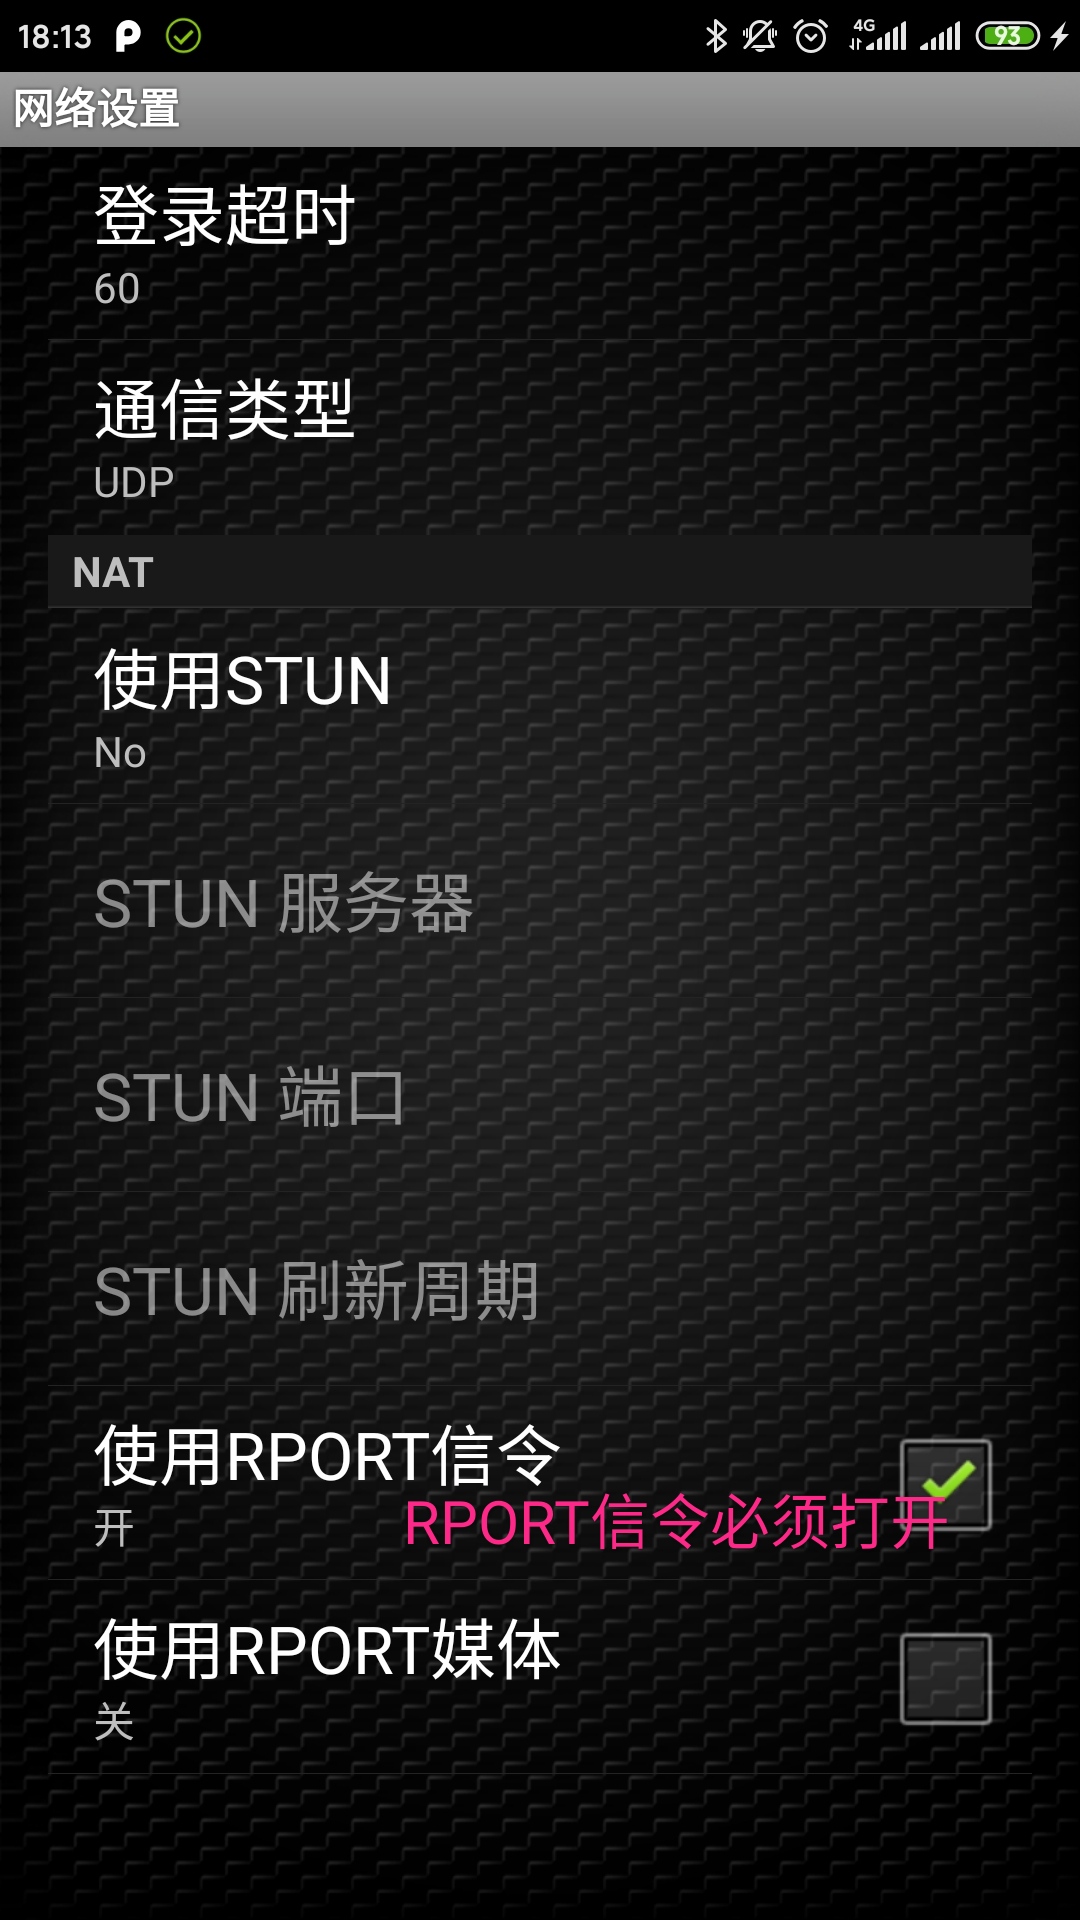 18:13
4G
93
网络设置
登录超时
60
通信类型
UDP
NAT
使用STUN
No
STUN 服务器
STUN 端口
STUN 刷新周期
使用RPORT信令
开
RPORT信令必须打开
使用RPORT媒体
关